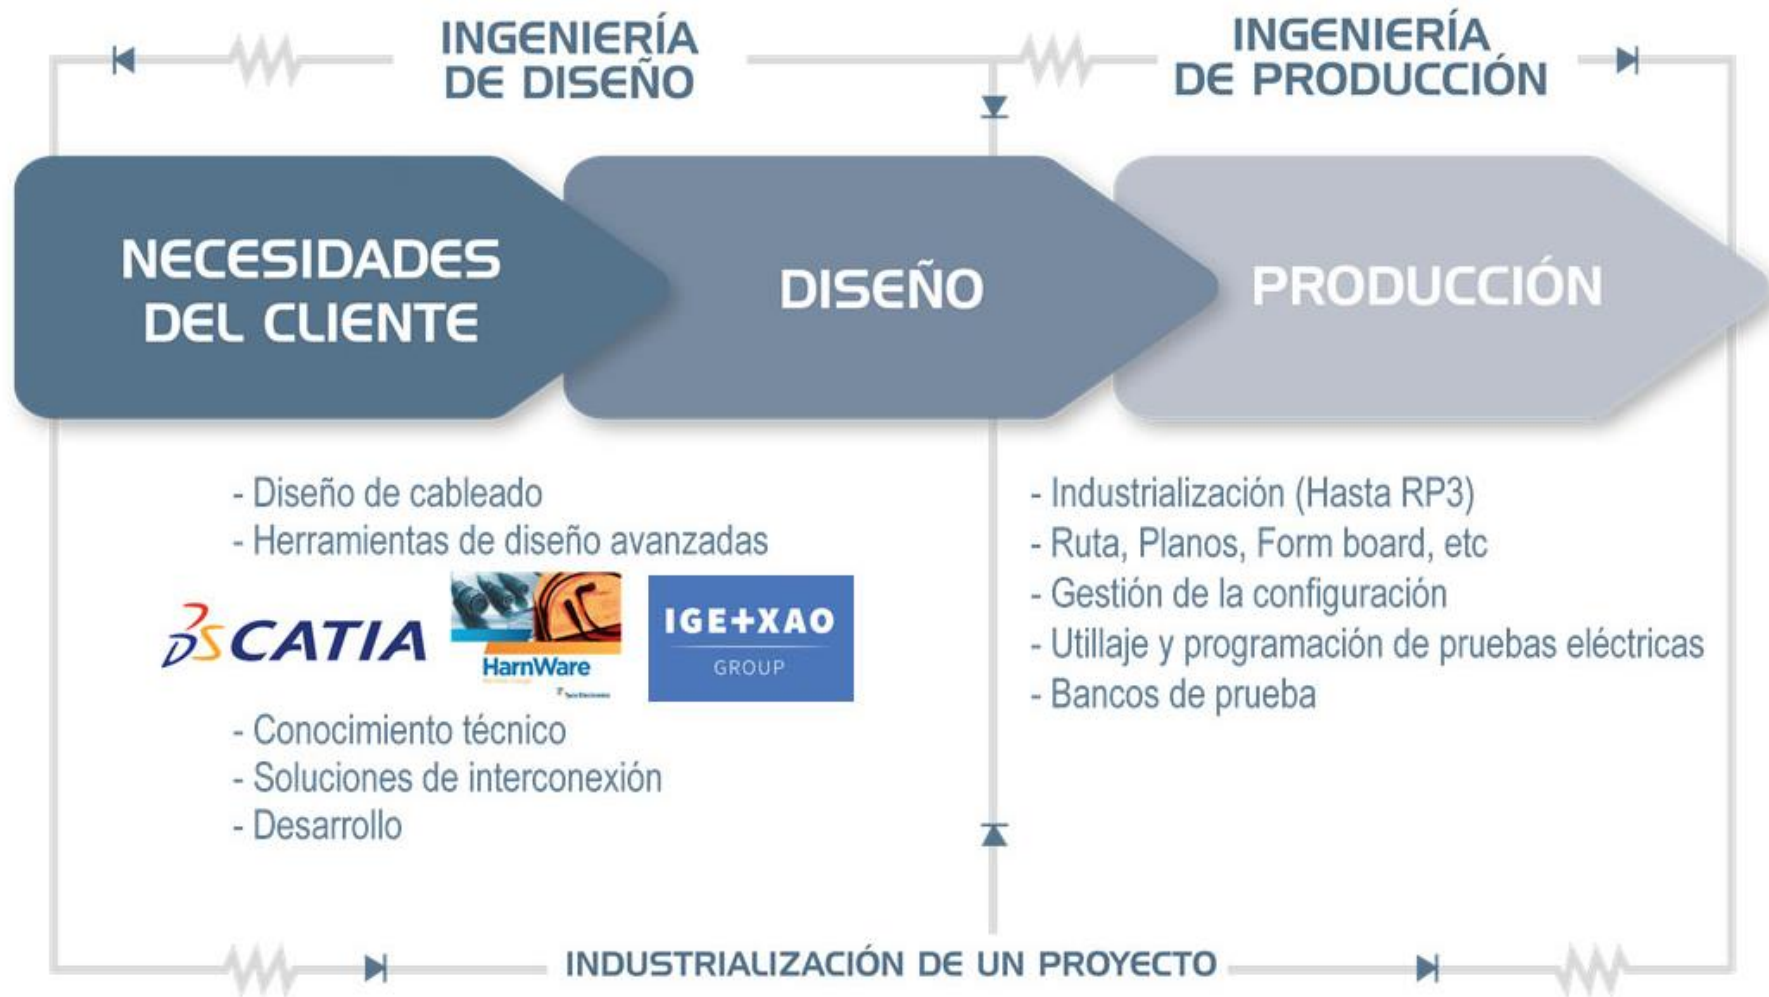 INGENIERÍA
DE DISEÑO
INGENIERÍA
DE PRODUCCIÓN
NECESIDADES
DEL CLIENTE
DISEÑO
PRODUCCIÓN
- Diseño de cableado
- Herramientas de diseño avanzadas
CATIA
HarnWare
IGE+XAO
GROUP
- Conocimiento técnico
- Soluciones de interconexión
- Desarrollo
- Industrialización (Hasta RP3)
- Ruta, Planos, Form board, etc
- Gestión de la configuración
- Utillaje y programación de pruebas eléctricas
- Bancos de prueba
INDUSTRIALIZACIÓN DE UN PROYECTO